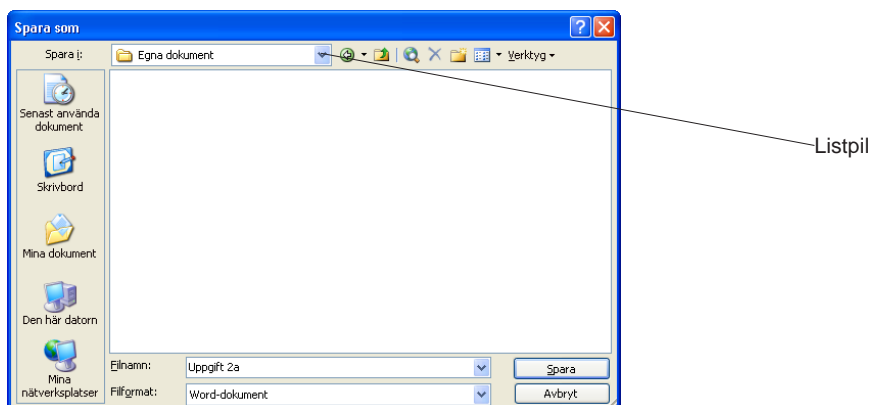 Spara som
Spara i:
Egna dokument
Verktyg
Listpil
Senast använda
dokument
Skrivbord
Mina dokument
Den här datorn
Mina
nätverksplatser
Filnamn:
Uppgift 2a
Spara
Filformat:
Word-dokument
Avbryt